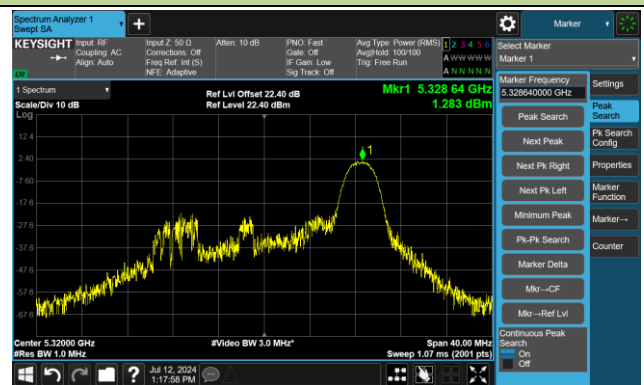 Spectrum Analyzer 1
Swept SA
+
Marker
KEYSIGHT
Input: RF
Coupling: AC
Align: Auto
Input Z: 50 Ω
Corrections: Off
Freq Ref: Int (S)
NFE: Adaptive
Atten: 10 dB
PNO: Fast
Gate: Off
IF Gain: Low
Sig Track: Off
Avg Type: Power (RMS)
Avg|Hold: 100/100
Trig: Free Run
1 2 3 4 5 6
A W W W W W
A N N N N N
Select Marker
Marker 1
1 Spectrum
Scale/Div 10 dB
Log
Ref Lvl Offset 22.40 dB
Ref Level 22.40 dBm
Mkr1 5.328 64 GHz
1.283 dBm
1
12.4
2.40
-7.60
-17.6
-27.6
-37.6
-47.6
-57.6
-67.6
Center 5.32000 GHz
#Res BW 1.0 MHz
#Video BW 3.0 MHz*
Span 40.00 MHz
Sweep 1.07 ms (2001 pts)
Marker Frequency
5.328640000 GHz
Peak Search
Next Peak
Next Pk Right
Next Pk Left
Minimum Peak
Pk-Pk Search
Marker Delta
Mkr→CF
Mkr→Ref Lvl
Continuous Peak
Search
On
Off
Settings
Peak
Search
Pk Search
Config
Properties
Marker
Function
Marker→
Counter
?
Jul 12, 2024
1:17:58 PM